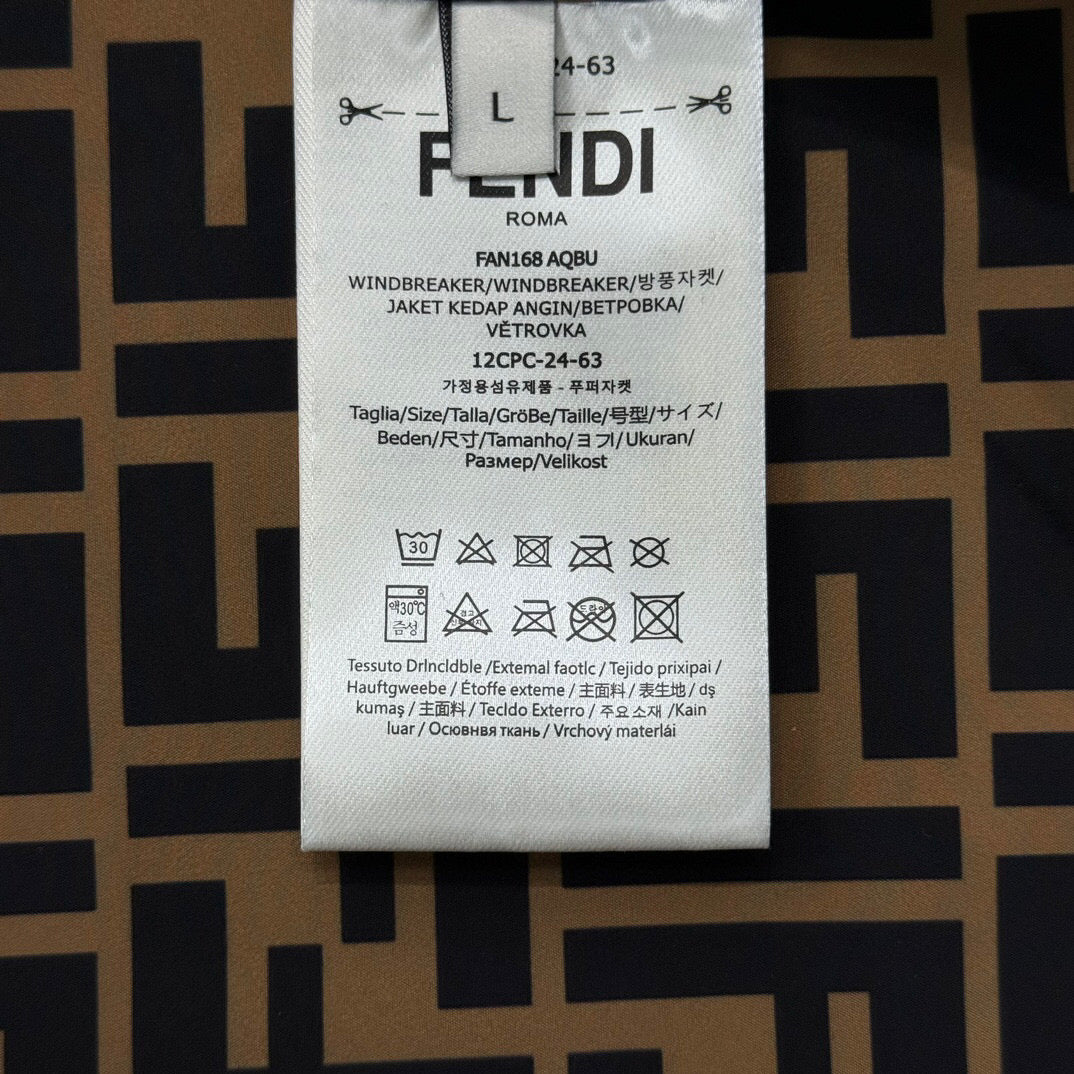 24-63
L
FENDI
ROMA
FAN168 AQBU
WINDBREAKER/WINDBREAKER/방풍자켓/
JAKET KEDAP ANGIN/ВЕТРОВКА/
VĚTROVKA
12CPC-24-63
가정용섬유제품 - 푸퍼자켓
Taglia/Size/Talla/GröBe/Taille/号型/サイズ/
Beden/尺寸/Tamanho/ヨ기/Ukuran/
Размер/Velikost
30
액30℃
중성
Tessuto Drlncldble /Extemal faotlc / Tejido prixipai /
Hauftgweebe / Étoffe exteme / 主面料 / 表生地 / dş
kumaş / 主面料 / Tecldo Exterro / 주요소재 /Kain
luar / Осювнвя ткань / Vrchový materlái